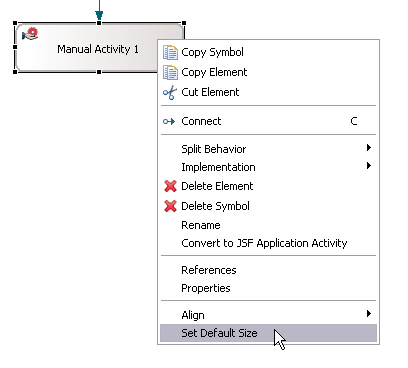 Manual Activity 1
Copy Symbol
Copy Element
Cut Element
Connect C
Split Behavior
Implementation
Delete Element
Delete Symbol
Rename
Convert to JSF Application Activity
References
Properties
Align
Set Default Size